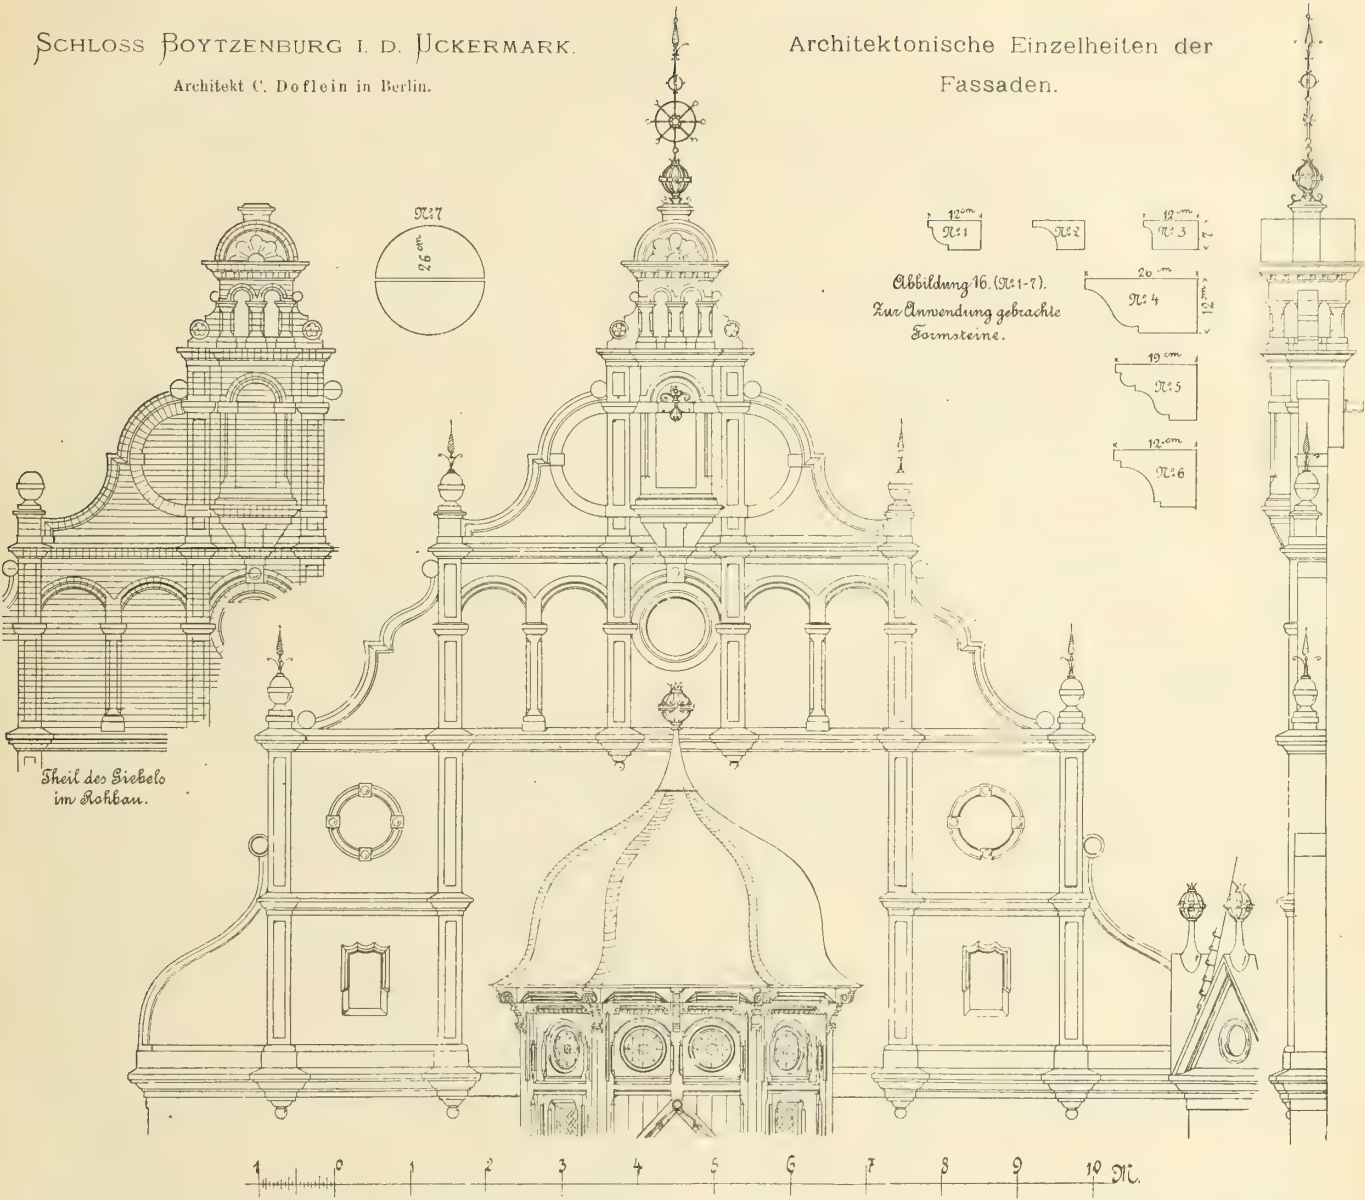 SCHLOSS BOYTZENBURG I. D. UCKERMARK.
Architekt C. Doflein in Berlin.
Architektonische Einzelheiten der
Fassaden.
No 7
26 cm
12 cm
No 1
No 2
12 cm
No 3
7
Abbildung 16. (No 1-7).
Zur Anwendung gebrachte
Formsteine.
26 cm
No 4
12 cm
19 cm
No 5
12 cm
No 6
Theil des Giebels
im Rohbau.
1 0 1 2 3 4 5 6 7 8 9 10 M.